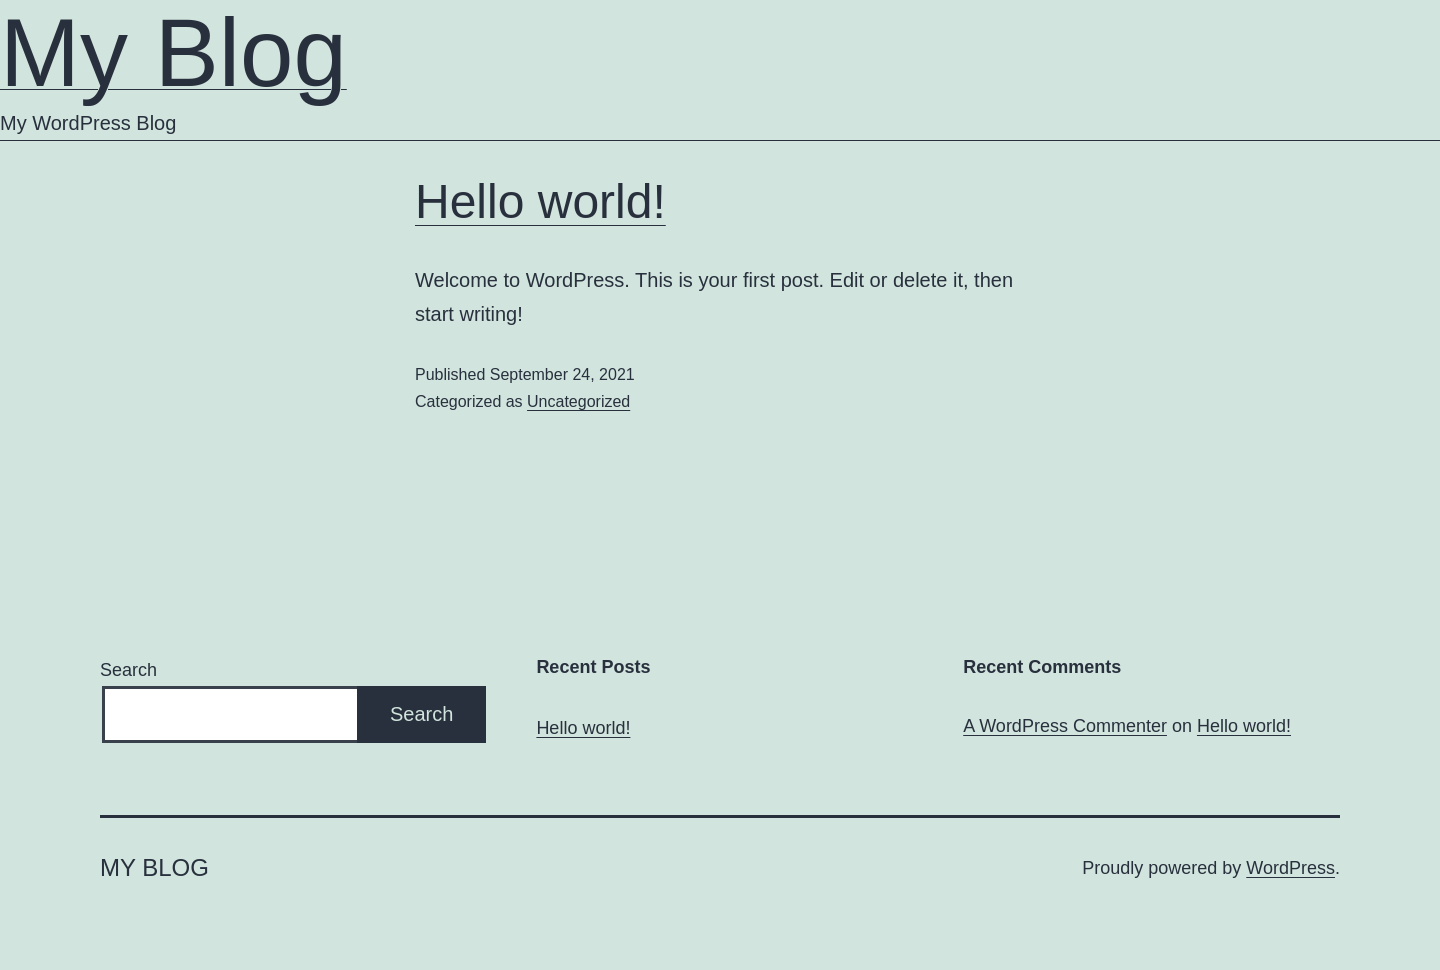 My Blog
My WordPress Blog
Hello world!
Welcome to WordPress. This is your first post. Edit or delete it, then
start writing!
Published September 24, 2021
Categorized as Uncategorized
Search
Search
Recent Posts
Hello world!
Recent Comments
A WordPress Commenter on Hello world!
MY BLOG
Proudly powered by WordPress.